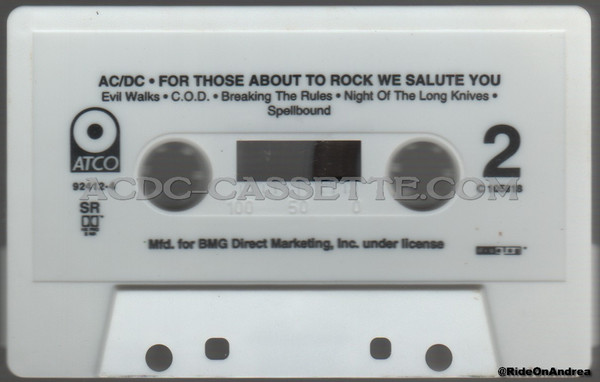 AC/DC • FOR THOSE ABOUT TO ROCK WE SALUTE YOU
Evil Walks • C.O.D. • Breaking The Rules • Night Of The Long Knives •
Spellbound
ATCO
2
ACDC-CASSETTE.COM
SR
100 50 0
Mfd. for BMG Direct Marketing, Inc. under license
@RideOnAndrea